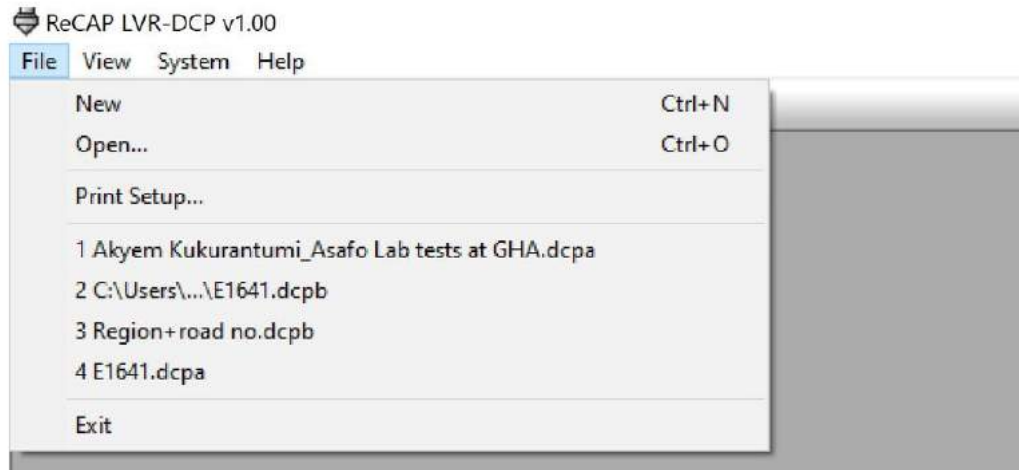 ReCAP LVR-DCP v1.00
File View System Help
New Ctrl+N
Open... Ctrl+O
Print Setup...
1 Akyem Kukurantumi_Asafo Lab tests at GHA.dcpa
2 C:\Users\...\E1641.dcpb
3 Region+road no.dcpb
4 E1641.dcpa
Exit